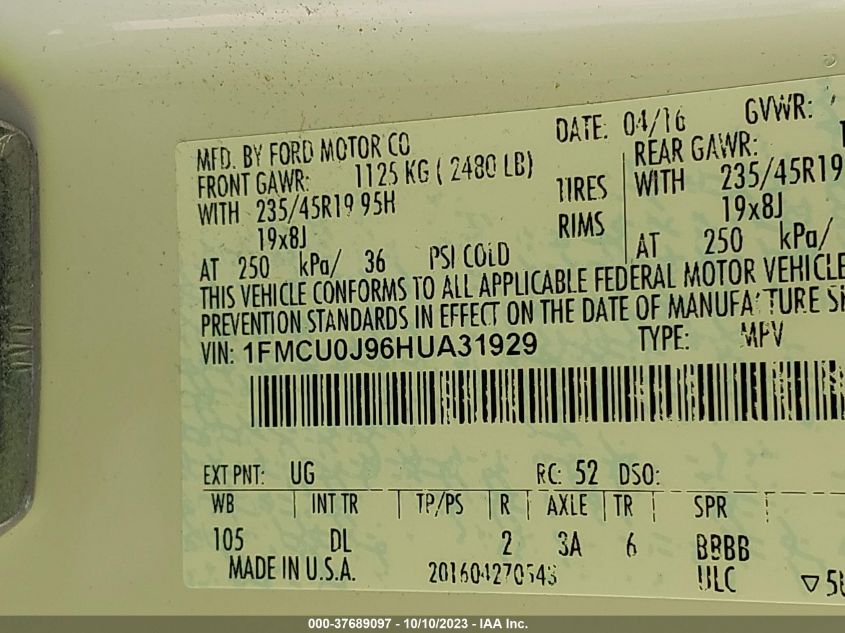 DATE: 04/16 GVWR:
MFD. BY FORD MOTOR CO
FRONT GAWR: 1125 KG ( 2480 LB) REAR GAWR:
WITH 235/45R19 95H TIRES WITH 235/45R19
19x8J RIMS 19x8J
AT 250 kPa/ 36 PSI COLD AT 250 kPa/
THIS VEHICLE CONFORMS TO ALL APPLICABLE FEDERAL MOTOR VEHICLE
PREVENTION STANDARDS IN EFFECT ON THE DATE OF MANUFACTURE
VIN: 1FMCU0J96HUA31929 TYPE: MPV
EXT PNT: UG RC: 52 DSO:
WB INT TR TP/PS R AXLE TR SPR
105 DL 2 3A 6 BBBB
MADE IN U.S.A. 201604270543 ULC
000-37689097 - 10/10/2023 - IAA Inc.